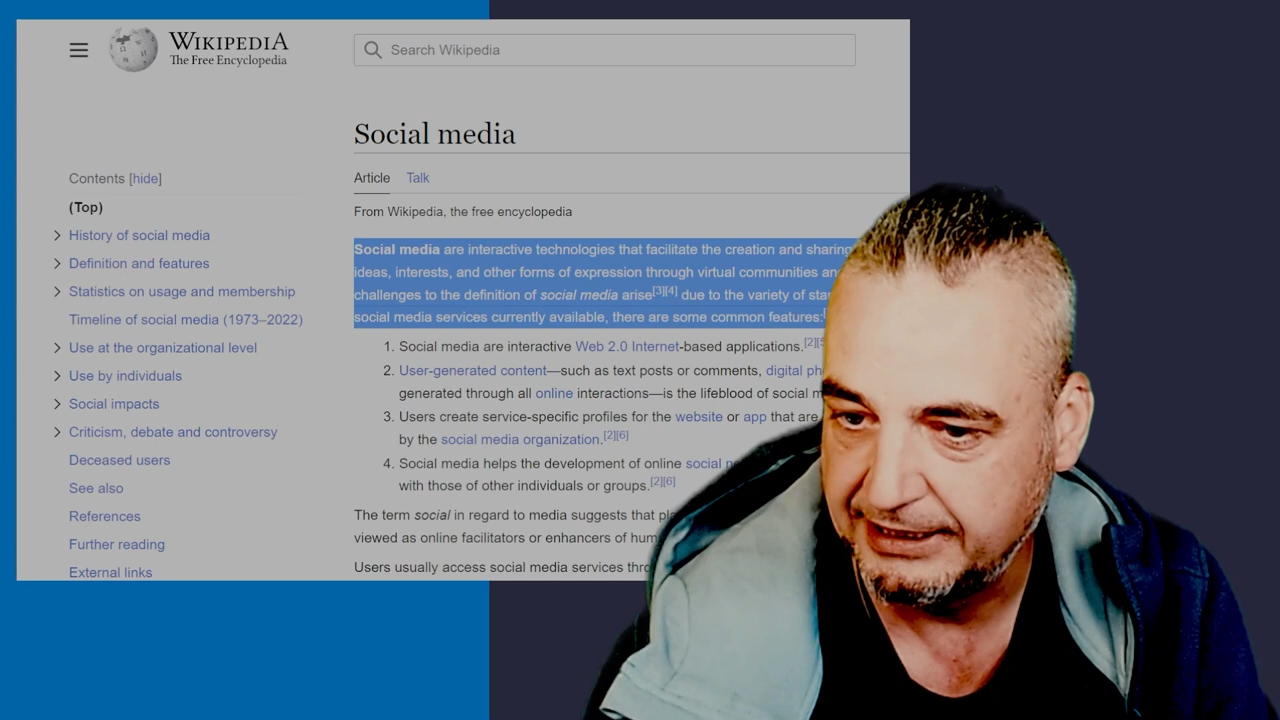 WIKIPEDIA
The Free Encyclopedia
Search Wikipedia
Social media
Article Talk
From Wikipedia, the free encyclopedia
Contents [hide]
(Top)
History of social media
Definition and features
Statistics on usage and membership
Timeline of social media (1973–2022)
Use at the organizational level
Use by individuals
Social impacts
Criticism, debate and controversy
Deceased users
See also
References
Further reading
External links
Social media are interactive technologies that facilitate the creation and sharing
ideas, interests, and other forms of expression through virtual communities
challenges to the definition of social media arise[3][4] due to the variety of
social media services currently available, there are some common features:
1. Social media are interactive Web 2.0 Internet-based applications.[2]
2. User-generated content—such as text posts or comments, digital
generated through all online interactions—is the lifeblood of social
3. Users create service-specific profiles for the website or app that are
by the social media organization.[2][6]
4. Social media helps the development of online social
with those of other individuals or groups.[2][6]
The term social in regard to media suggests that
viewed as online facilitators or enhancers of
Users usually access social media services